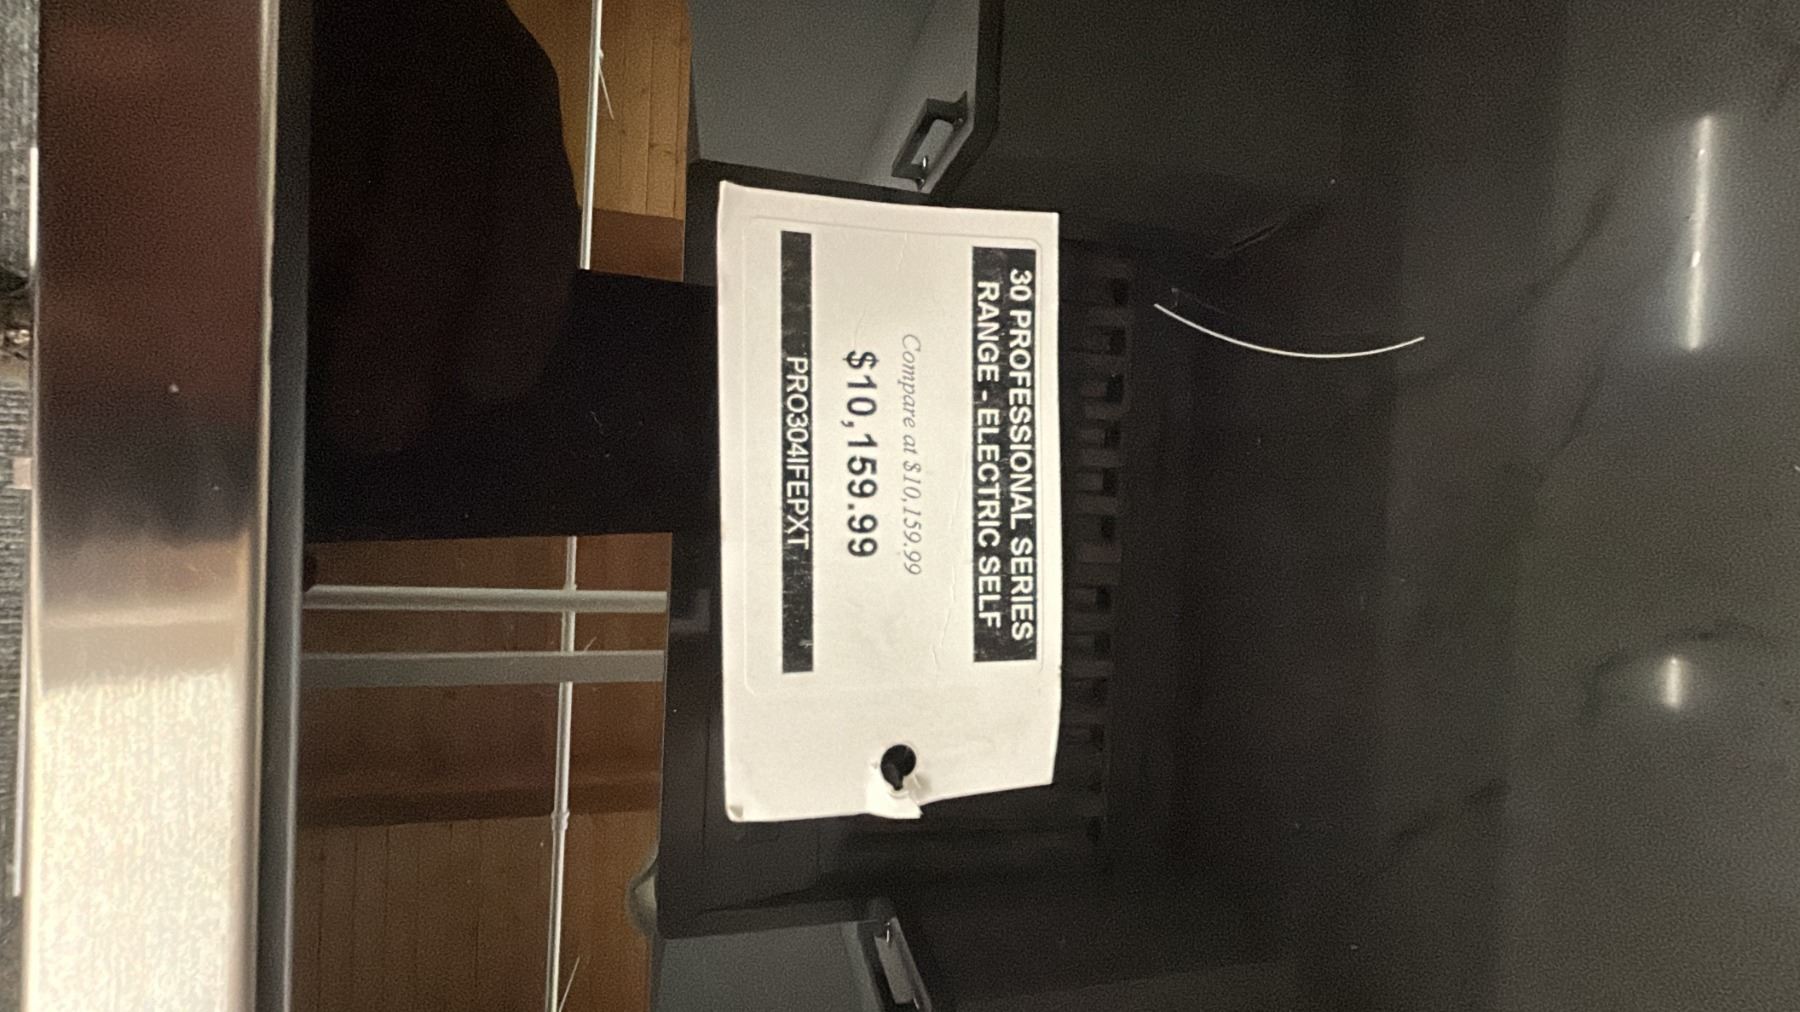 30 PROFESSIONAL SERIES
RANGE - ELECTRIC SELF
Compare at $10,159.99
$10,159.99
PRO304IFEPXT